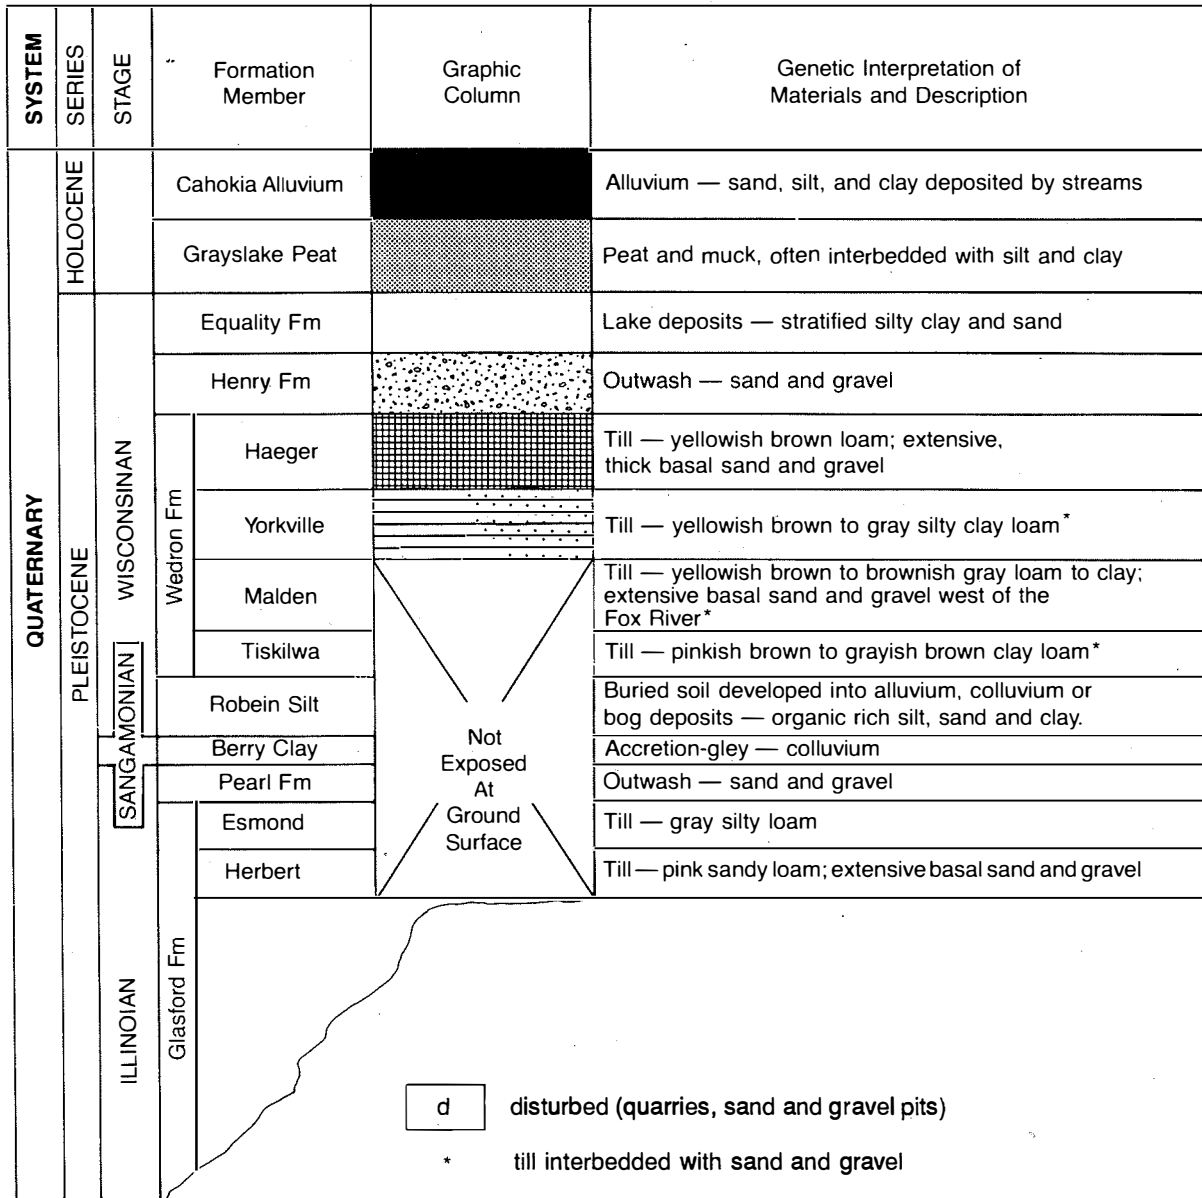 SYSTEM
SERIES
STAGE
Formation
Member
Graphic
Column
Genetic Interpretation of
Materials and Description
QUATERNARY
HOLOCENE
PLEISTOCENE
WISCONSINAN
SANGAMONIAN
ILLINOIAN
Wedron Fm
Glasford Fm
Cahokia Alluvium
Alluvium — sand, silt, and clay deposited by streams
Grayslake Peat
Peat and muck, often interbedded with silt and clay
Equality Fm
Lake deposits — stratified silty clay and sand
Henry Fm
Outwash — sand and gravel
Haeger
Till — yellowish brown loam; extensive,
thick basal sand and gravel
Yorkville
Till — yellowish brown to gray silty clay loam*
Malden
Till — yellowish brown to brownish gray loam to clay;
extensive basal sand and gravel west of the
Fox River*
Tiskilwa
Till — pinkish brown to grayish brown clay loam*
Robein Silt
Buried soil developed into alluvium, colluvium or
bog deposits — organic rich silt, sand and clay.
Berry Clay
Accretion-gley — colluvium
Pearl Fm
Outwash — sand and gravel
Esmond
Till — gray silty loam
Herbert
Till — pink sandy loam; extensive basal sand and gravel
Not
Exposed
At
Ground
Surface
d disturbed (quarries, sand and gravel pits)
* till interbedded with sand and gravel